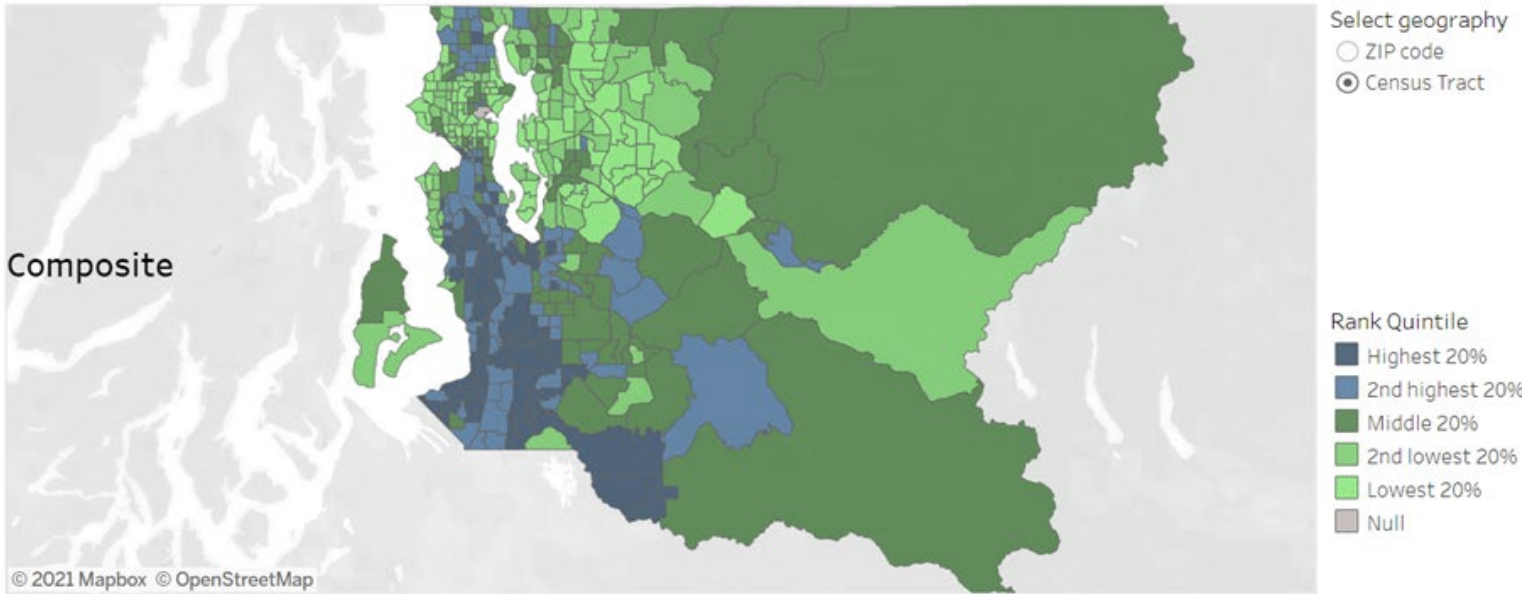 Select geography
ZIP code
Census Tract
Composite
Rank Quintile
Highest 20%
2nd highest 20%
Middle 20%
2nd lowest 20%
Lowest 20%
Null
© 2021 Mapbox © OpenStreetMap